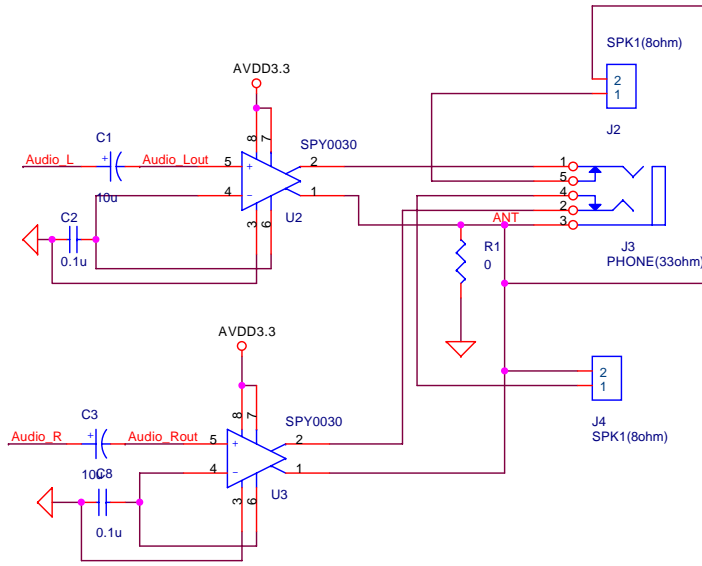 SPK1(8ohm)
2
1
J2
AVDD3.3
8
7
SPY0030
C1
+
Audio_L
Audio_Lout
10u
5
+
4
−
2
1
3
6
U2
C2
0.1u
1
5
4
2
3
ANT
J3
PHONE(33ohm)
R1
0
AVDD3.3
8
7
SPY0030
C3
+
Audio_R
Audio_Rout
10u
C8
5
+
4
−
2
1
3
6
U3
0.1u
2
1
J4
SPK1(8ohm)